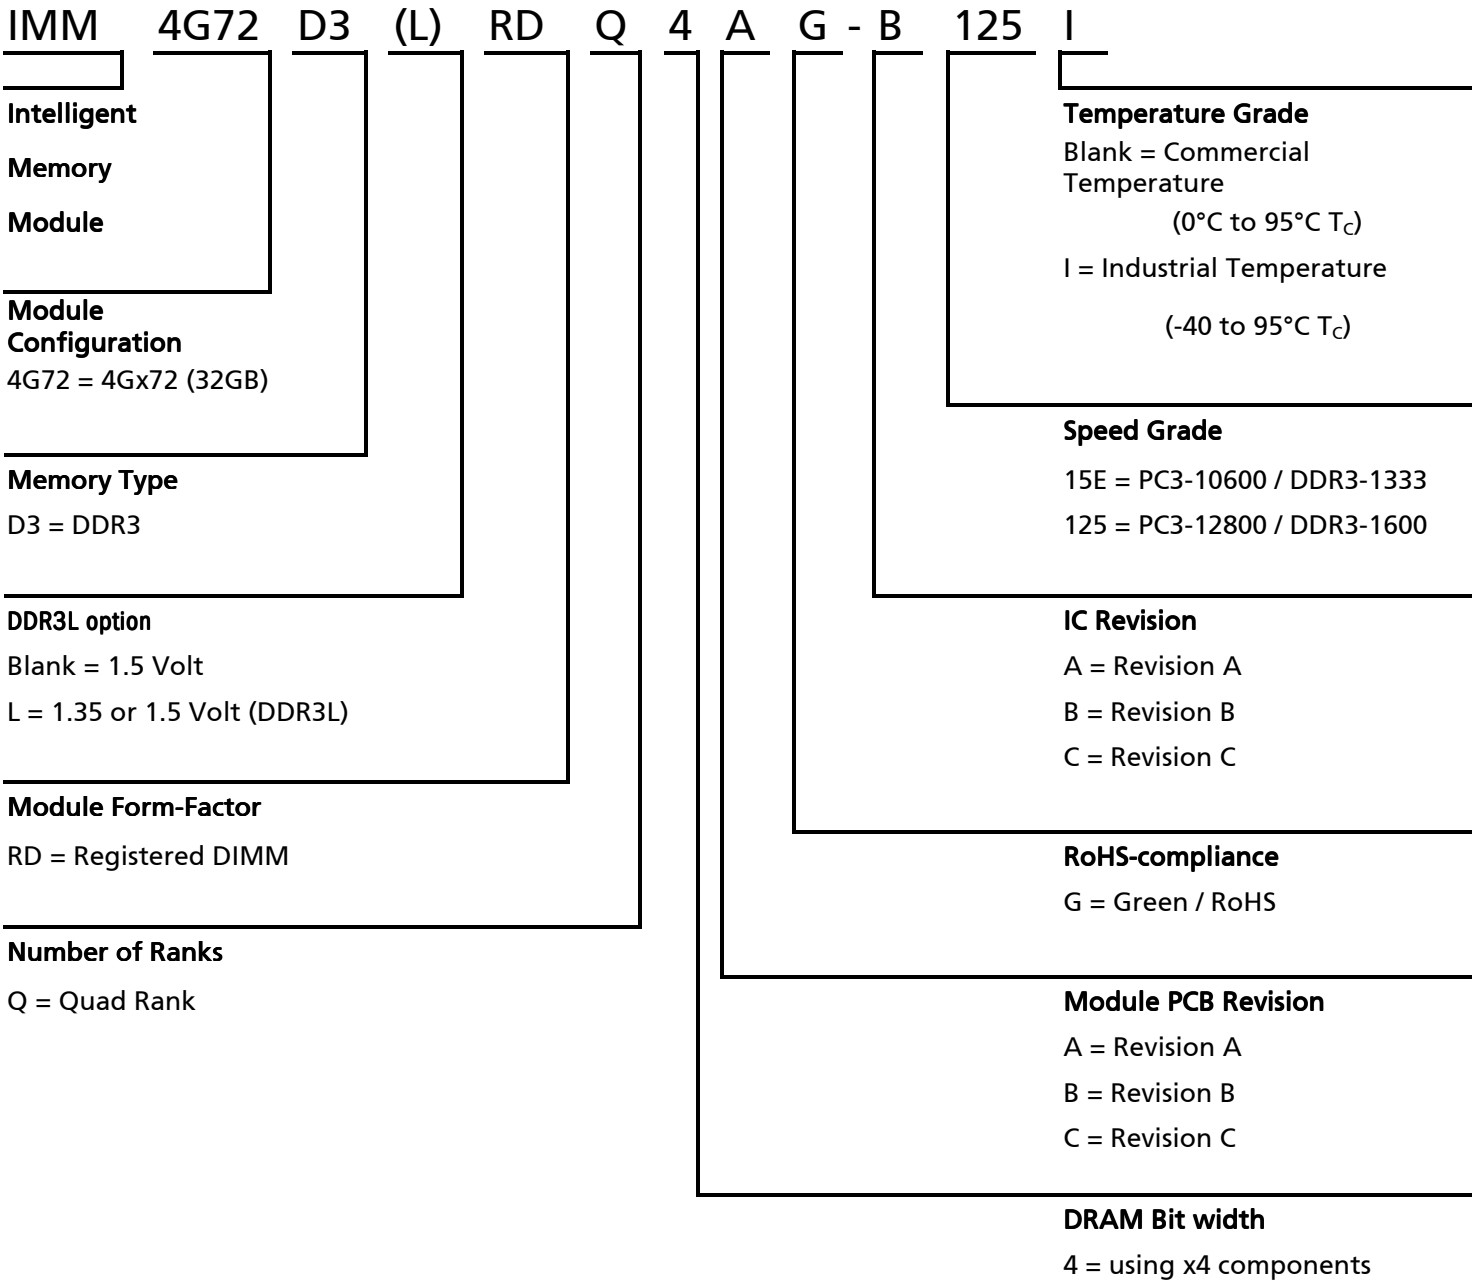 IMM 4G72 D3 (L) RD Q 4 A G - B 125 I
Intelligent
Memory
Module
Module
Configuration
4G72 = 4Gx72 (32GB)
Memory Type
D3 = DDR3
DDR3L option
Blank = 1.5 Volt
L = 1.35 or 1.5 Volt (DDR3L)
Module Form-Factor
RD = Registered DIMM
Number of Ranks
Q = Quad Rank
Temperature Grade
Blank = Commercial
Temperature
(0°C to 95°C TC)
I = Industrial Temperature
(-40 to 95°C TC)
Speed Grade
15E = PC3-10600 / DDR3-1333
125 = PC3-12800 / DDR3-1600
IC Revision
A = Revision A
B = Revision B
C = Revision C
RoHS-compliance
G = Green / RoHS
Module PCB Revision
A = Revision A
B = Revision B
C = Revision C
DRAM Bit width
4 = using x4 components